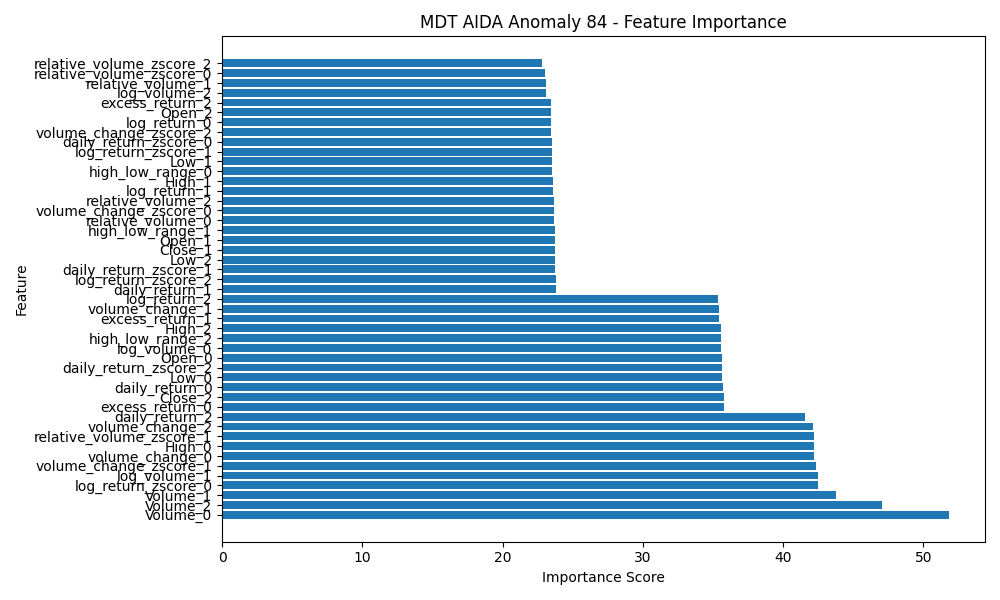 MDT AIDA Anomaly 84 - Feature Importance
relative_volume_zscore_2
relative_volume_zscore_0
relative_volume_1
log_volume_2
excess_return_2
Open_2
log_return_0
volume_change_zscore_2
daily_return_zscore_0
log_return_zscore_1
Low_1
high_low_range_0
High_1
log_return_1
relative_volume_2
volume_change_zscore_0
relative_volume_0
high_low_range_1
Open_1
Close_1
Low_2
daily_return_zscore_1
log_return_zscore_2
daily_return_1
log_return_2
volume_change_1
excess_return_1
High_2
high_low_range_2
log_volume_0
Open_0
daily_return_zscore_2
Low_0
daily_return_0
Close_2
excess_return_0
daily_return_2
volume_change_2
relative_volume_zscore_1
High_0
volume_change_0
volume_change_zscore_1
log_volume_1
log_return_zscore_0
Volume_1
Volume_2
Volume_0
Feature
0 10 20 30 40 50
Importance Score